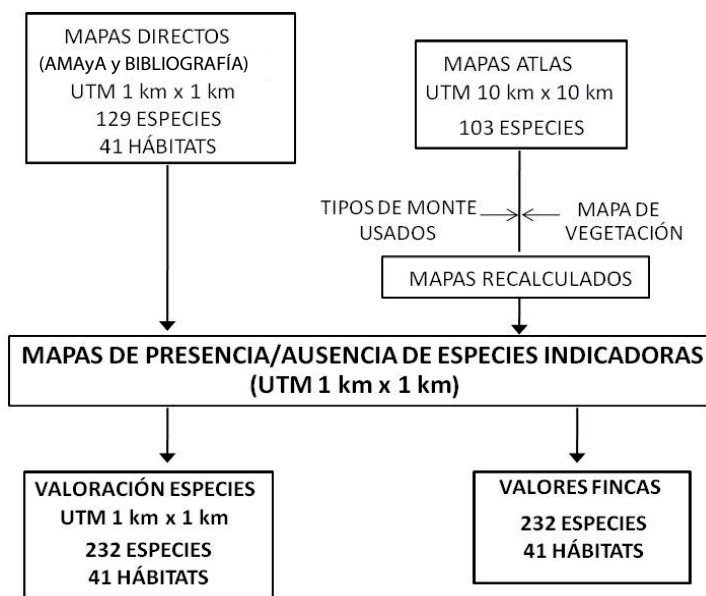 MAPAS DIRECTOS
(AMAyA y BIBLIOGRAFÍA)
UTM 1 km x 1 km
129 ESPECIES
41 HÁBITATS
MAPAS ATLAS
UTM 10 km x 10 km
103 ESPECIES
TIPOS DE MONTE
USADOS
MAPA DE
VEGETACIÓN
MAPAS RECALCULADOS
MAPAS DE PRESENCIA/AUSENCIA DE ESPECIES INDICADORAS
(UTM 1 km x 1 km)
VALORACIÓN ESPECIES
UTM 1 km x 1 km
232 ESPECIES
41 HÁBITATS
VALORES FINCAS
232 ESPECIES
41 HÁBITATS